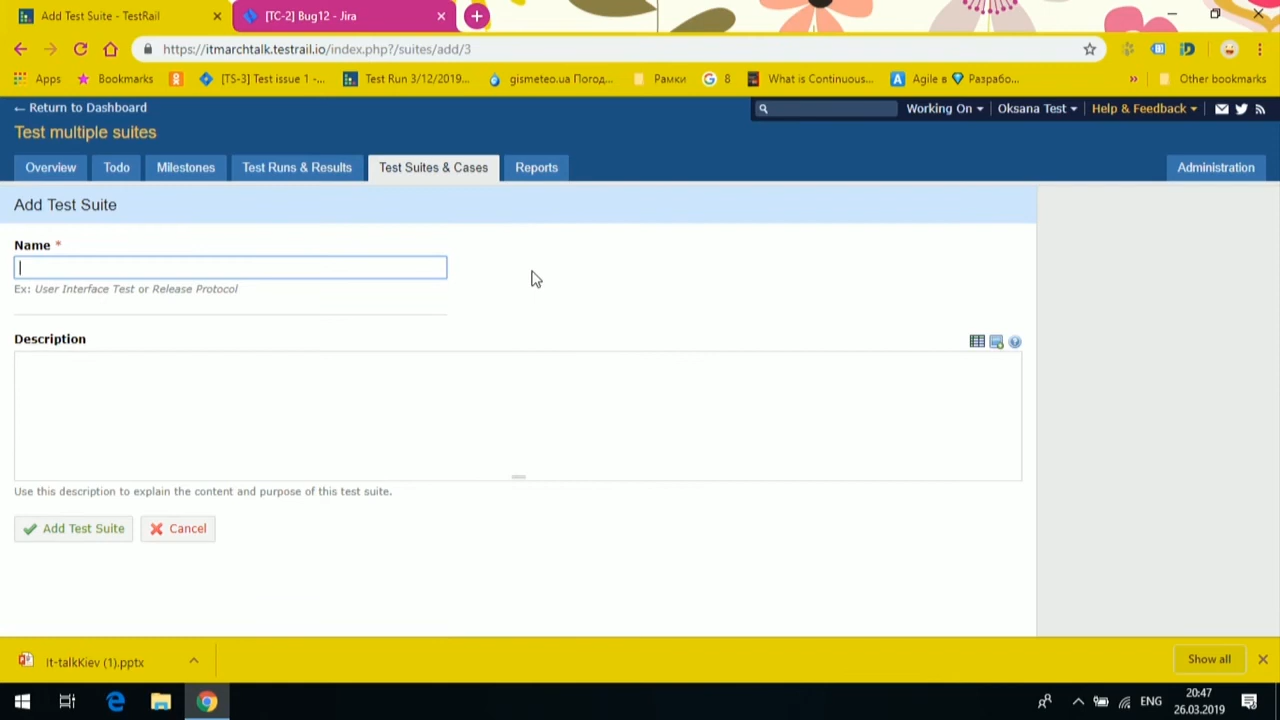 Add Test Suite - TestRail
[TC-2] Bug12 - Jira
https://itmarchtalk.testrail.io/index.php?/suites/add/3
Apps
Bookmarks
[TS-3] Test issue 1 -...
Test Run 3/12/2019...
gismeteo.ua Погод...
Рамки
8
What is Continuous...
Agile в
Разрабо...
»
Other bookmarks
← Return to Dashboard
Working On
Oksana Test
Help & Feedback
Test multiple suites
Overview
Todo
Milestones
Test Runs & Results
Test Suites & Cases
Reports
Administration
Add Test Suite
Name *
Ex: User Interface Test or Release Protocol
Description
Use this description to explain the content and purpose of this test suite.
Add Test Suite
Cancel
It-talkKiev (1).pptx
Show all
ENG
20:47
26.03.2019